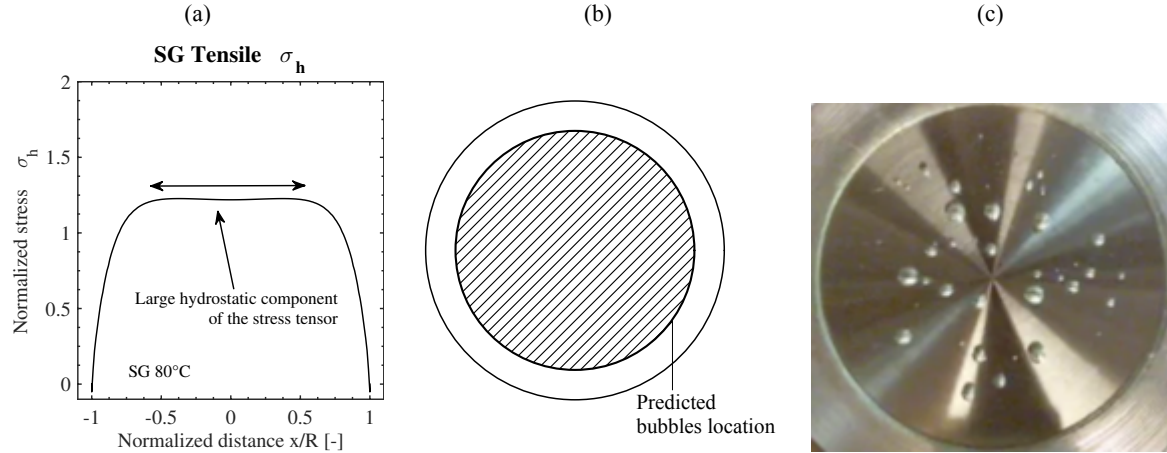 (a)
SG Tensile σh
2
1.5
1
0.5
0
Normalized stress σh
Large hydrostatic component
of the stress tensor
SG 80°C
-1 -0.5 0 0.5 1
Normalized distance x/R [-]
(b)
Predicted
bubbles location
(c)